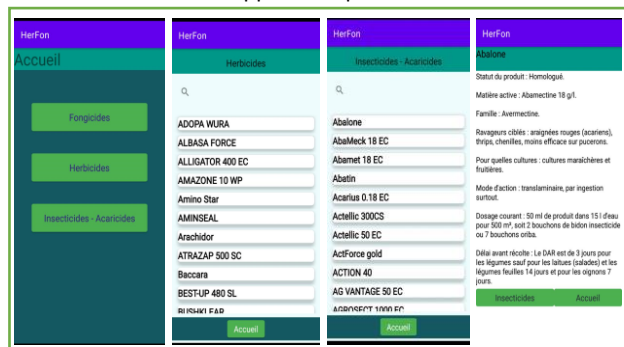 HerFon
Accueil
Fongicides
Herbicides
Insecticides - Acaricides
HerFon
Herbicides
ADOPA WURA
ALBASA FORCE
ALLIGATOR 400 EC
AMAZONE 10 WP
Amino Star
AMINSEAL
Arachidor
ATRAZAP 500 SC
Baccara
BEST-UP 480 SL
Accueil
HerFon
Insecticides - Acaricides
Abalone
AbaMeck 18 EC
Abamet 18 EC
Abatin
Acarius 0.18 EC
Actellic 300CS
Actellic 50 EC
ActForce gold
ACTION 40
AG VANTAGE 50 EC
AGROSECT 1000 EC
Accueil
HerFon
Abalone
Statut du produit : Homologué.
Matière active : Abamectine 18 g/l.
Famille : Avermectine.
Ravageurs ciblés : araignées rouges (acariens),
thrips, chenilles, moins efficace sur pucerons.
Pour quelles cultures : cultures maraîchères et
fruitières.
Mode d'action : translaminaire, par ingestion
surtout.
Dosage courant : 50 ml de produit dans 15 l d'eau
pour 500 m², soit 2 bouchons de bidon insecticide
ou 7 bouchons oriba.
Délai avant récolte : Le DAR est de 3 jours pour
les légumes sauf pour les laitues (salades) et les
légumes feuilles 14 jours et pour les oignons 7
jours.
Insecticides
Accueil